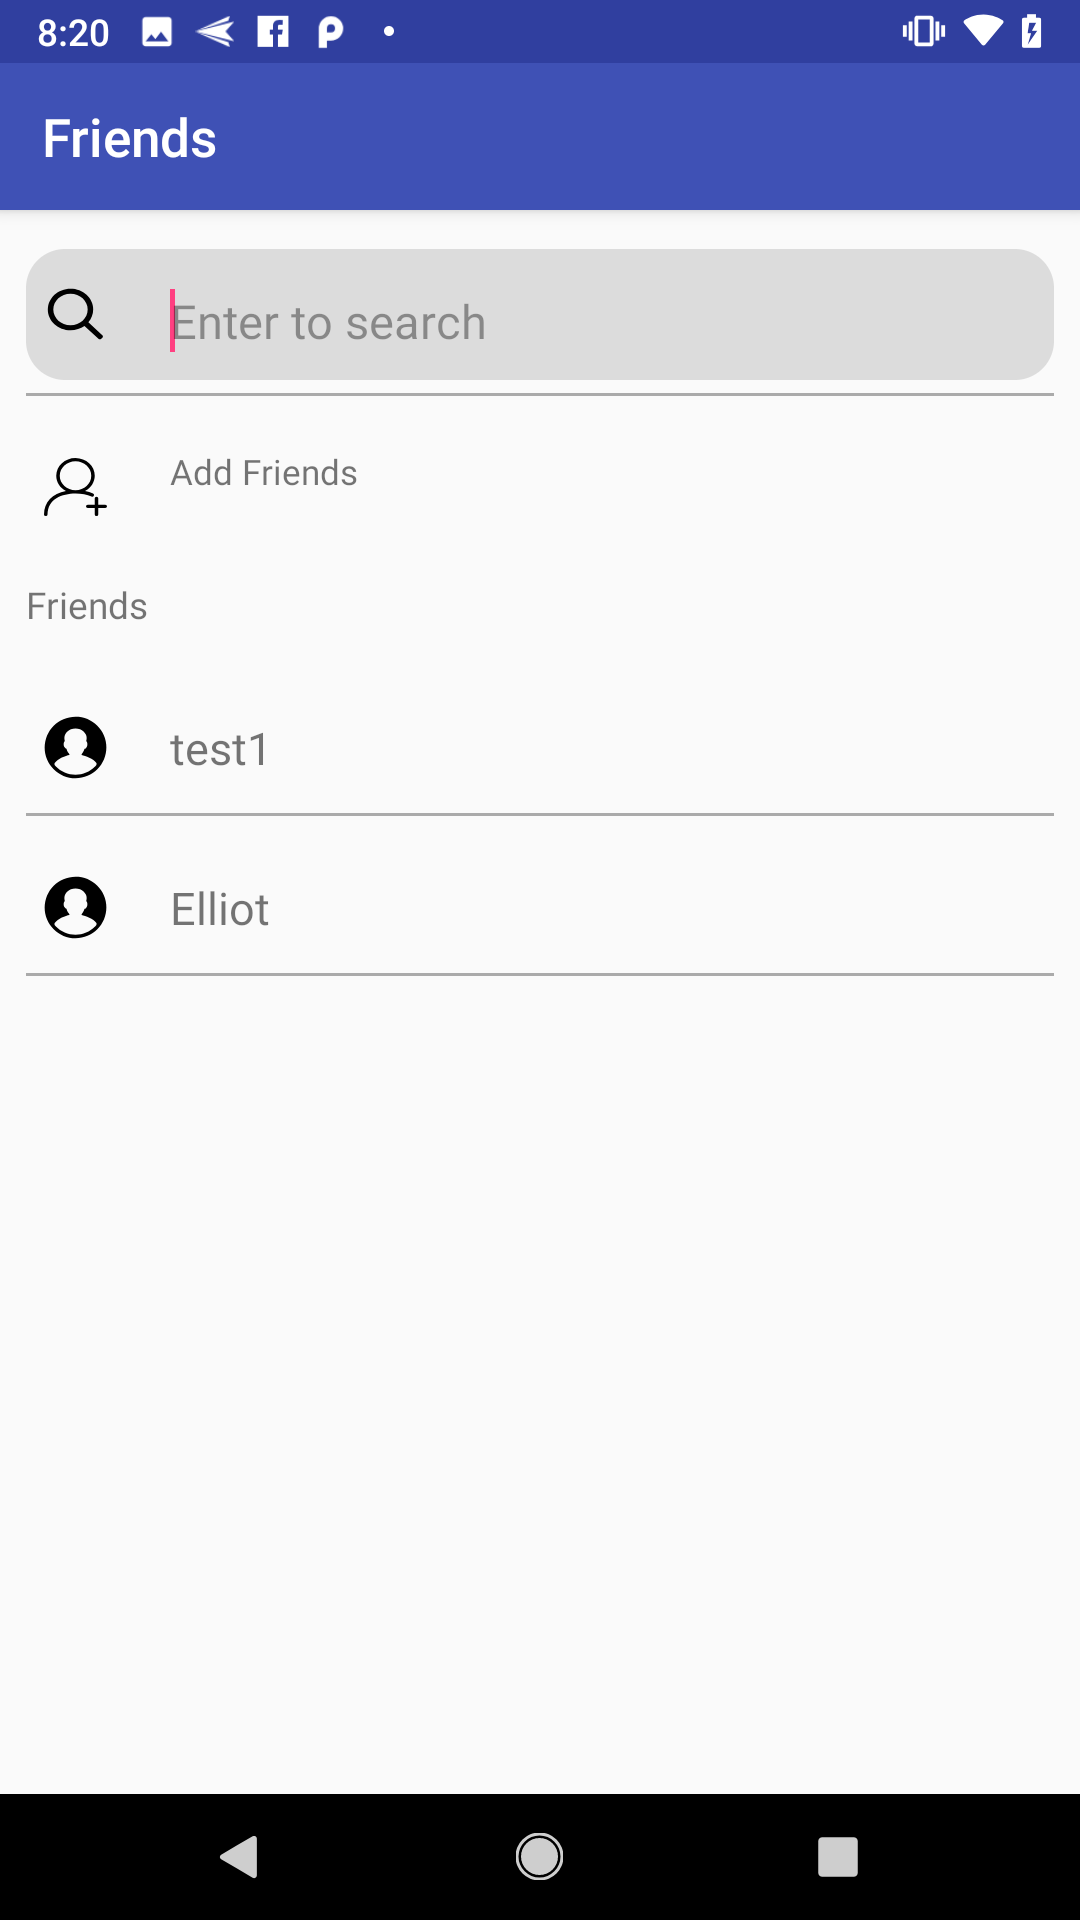 8:20
Friends
Enter to search
Add Friends
Friends
test1
Elliot